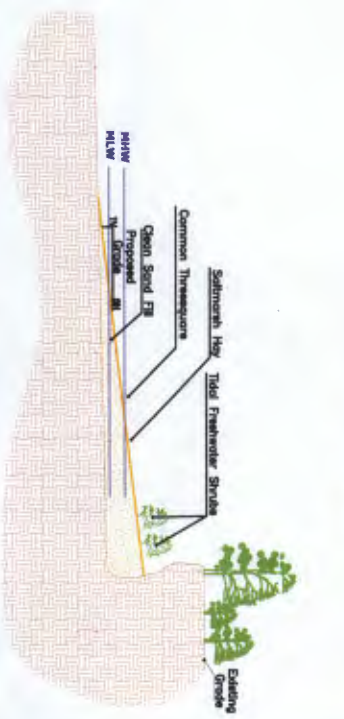 Tidal Freshwater Shrubs
Saltmarsh Hay
Common Threesquare
Clean Sand Fill
Proposed
Grade
MHW
MLW
Existing
Grade